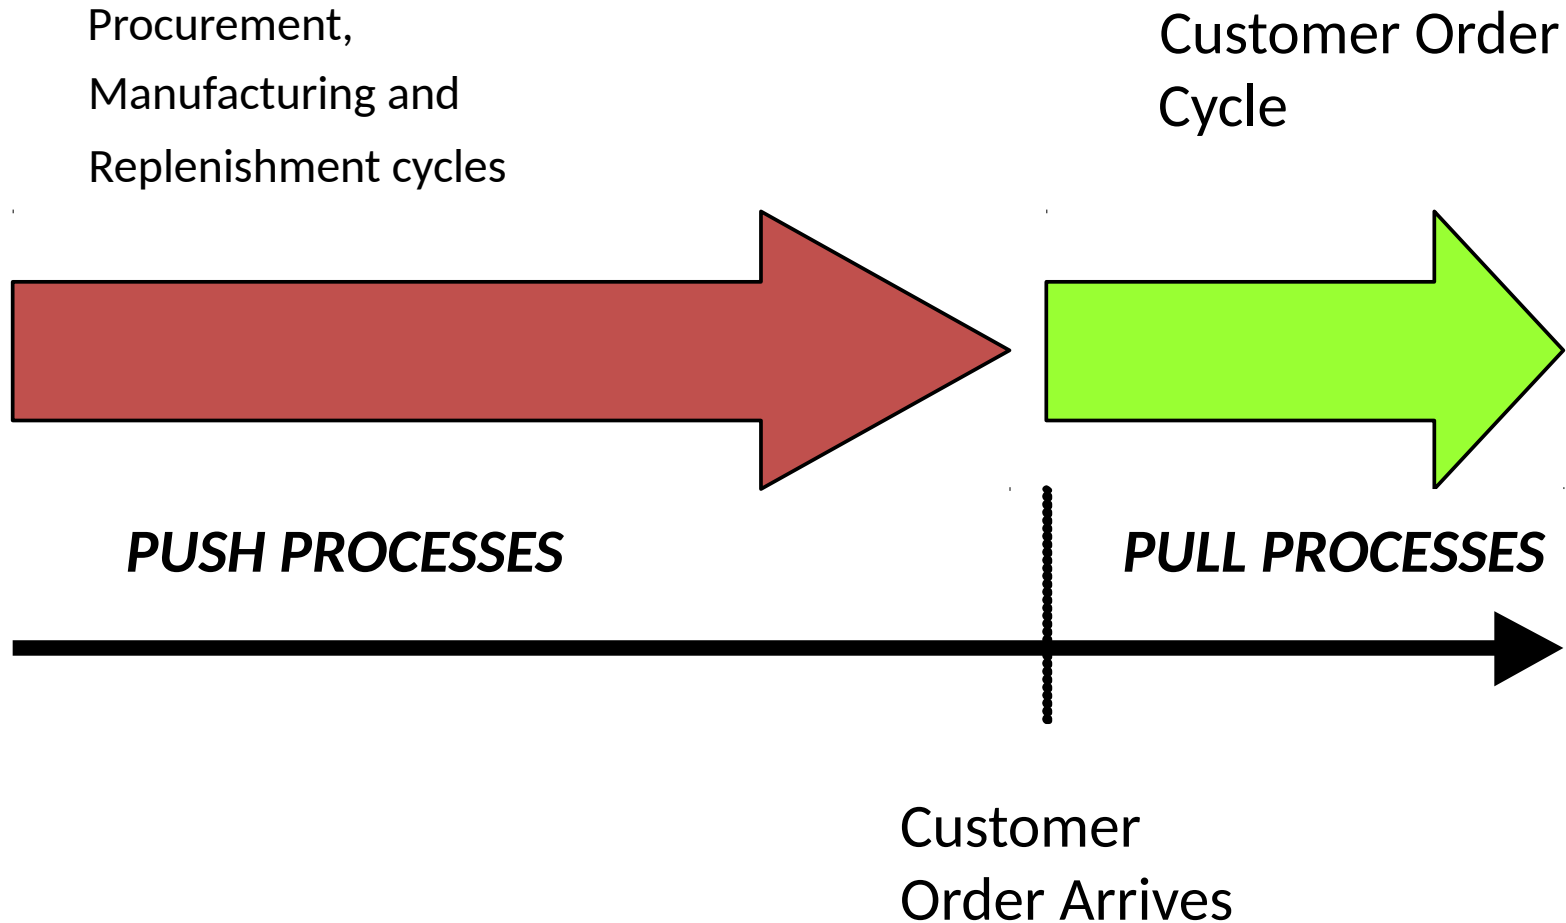 Procurement,
Manufacturing and
Replenishment cycles
Customer Order
Cycle
PUSH PROCESSES
PULL PROCESSES
Customer
Order Arrives